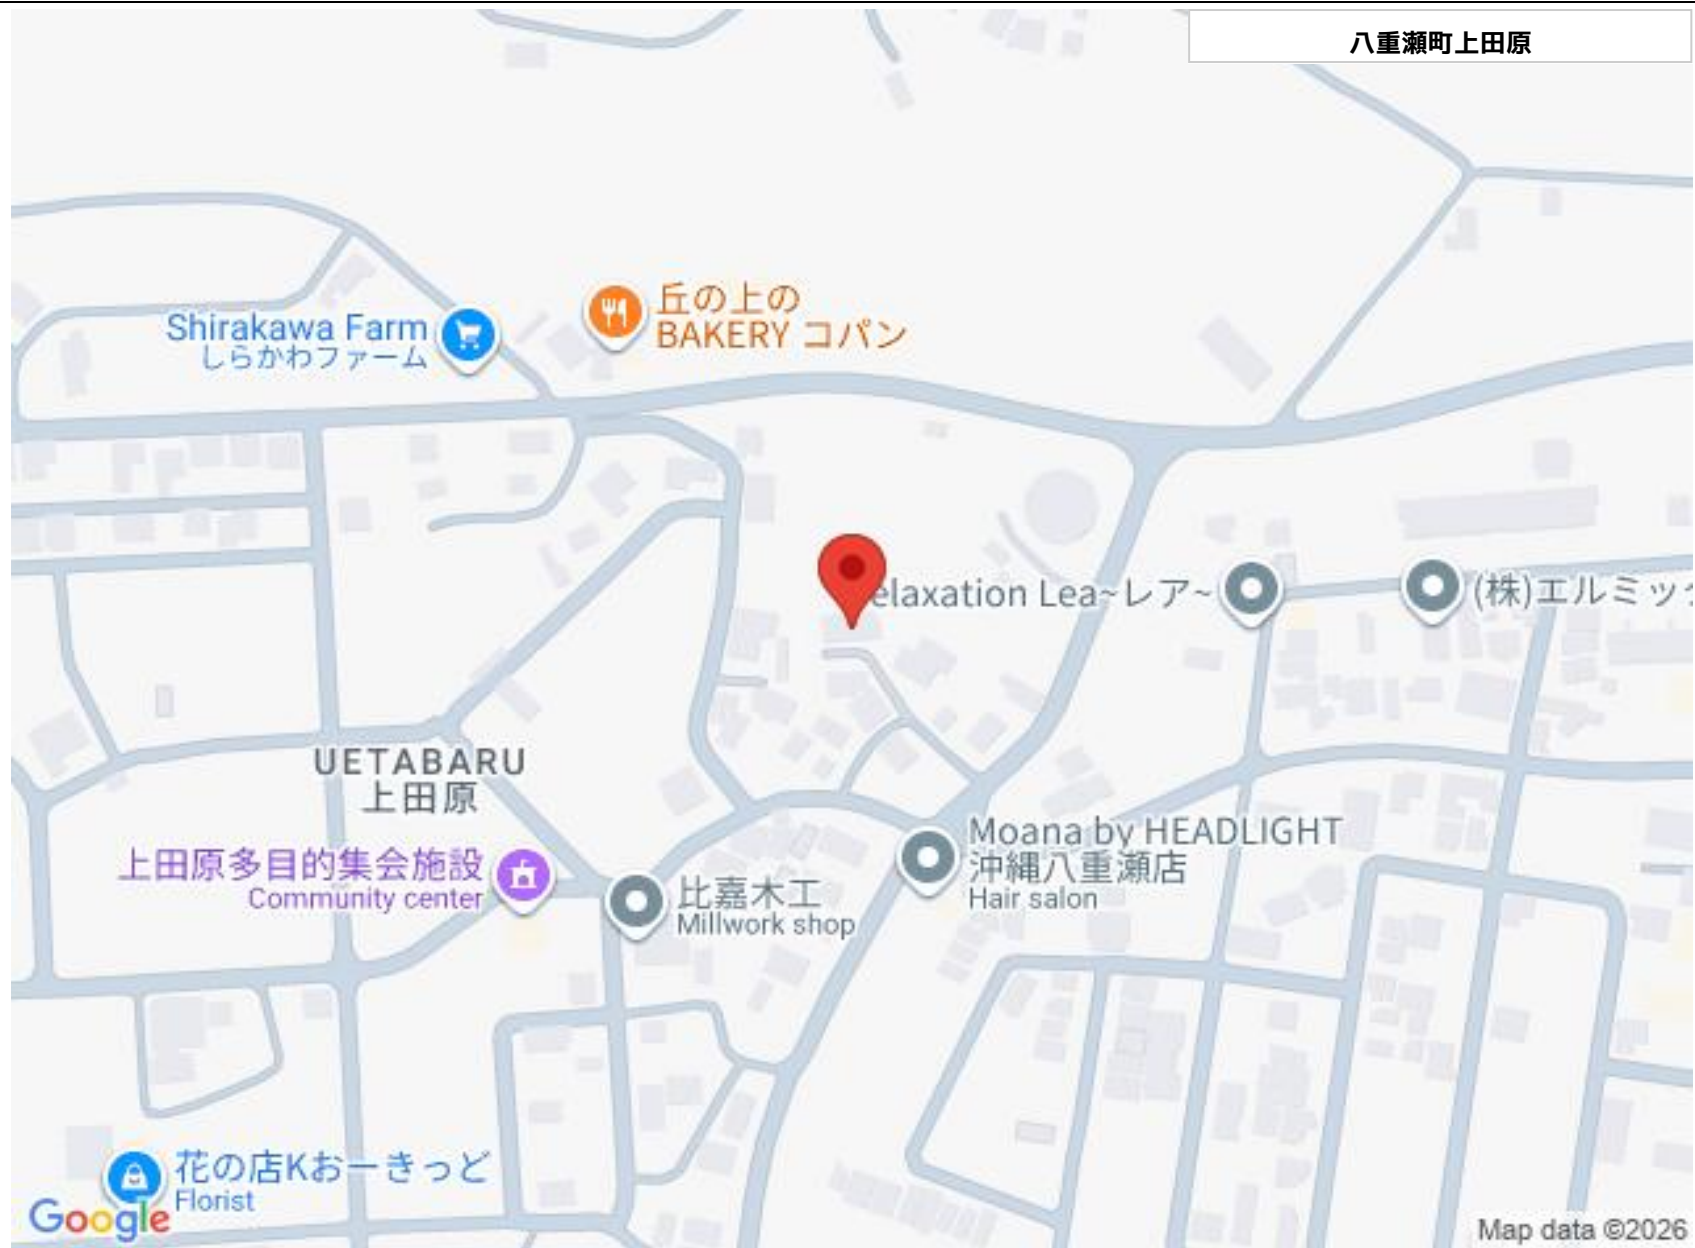 八重瀬町上田原
丘の上の
BAKERY コパン
Shirakawa Farm
しらかわファーム
elaxation Lea~レア~
(株)エルミック
UETABARU
上田原
Moana by HEADLIGHT
沖縄八重瀬店
Hair salon
上田原多目的集会施設
Community center
比嘉木工
Millwork shop
花の店Kおーきっど
Florist
Google
Map data ©2026